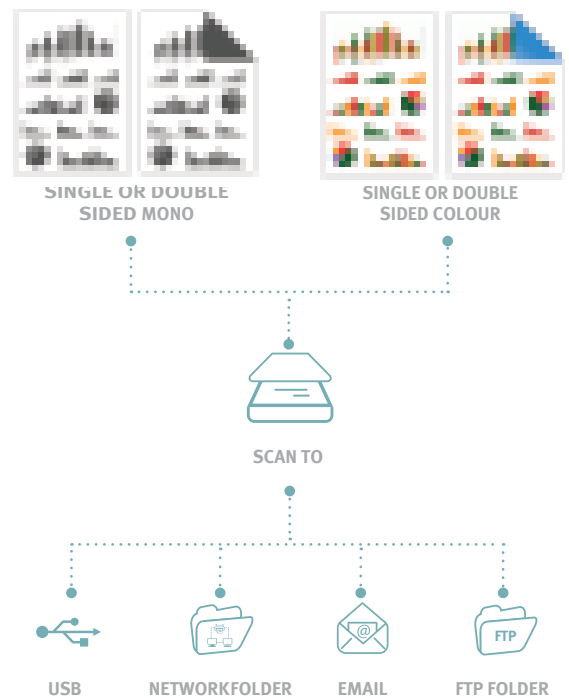 SINGLE OR DOUBLE
SIDED MONO
SINGLE OR DOUBLE
SIDED COLOUR
SCAN TO
@
FTP
USB
NETWORKFOLDER
EMAIL
FTP FOLDER